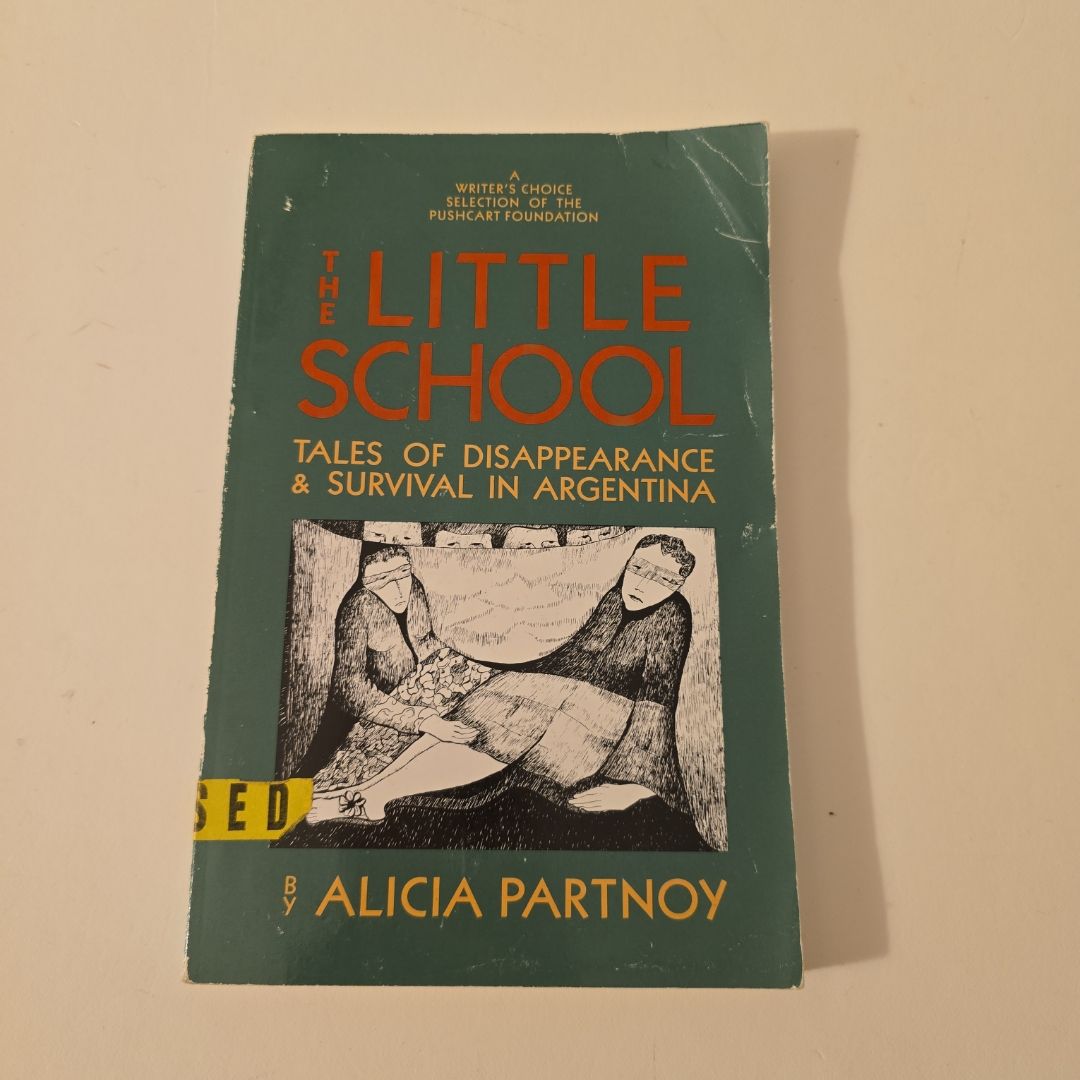 A
WRITER'S CHOICE
SELECTION OF THE
PUSHCART FOUNDATION
THE LITTLE
SCHOOL
TALES OF DISAPPEARANCE
& SURVIVAL IN ARGENTINA
SED
BY ALICIA PARTNOY